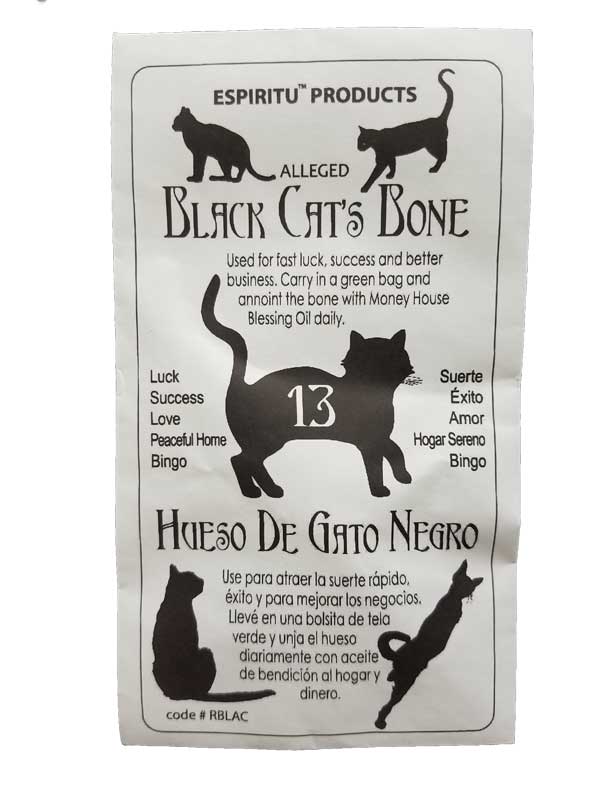 ESPIRITU™ PRODUCTS
ALLEGED
BLACK CAT'S BONE
Used for fast luck, success and better
business. Carry in a green bag and
annoint the bone with Money House
Blessing Oil daily.
13
Luck
Success
Love
Peaceful Home
Bingo
Suerte
Éxito
Amor
Hogar Sereno
Bingo
HUESO DE GATO NEGRO
Use para atraer la suerte rápido,
éxito y para mejorar los negocios.
Llevé en una bolsita de tela
verde y unja el hueso
diariamente con aceite
de bendición al hogar y
dinero.
code # RBLAC